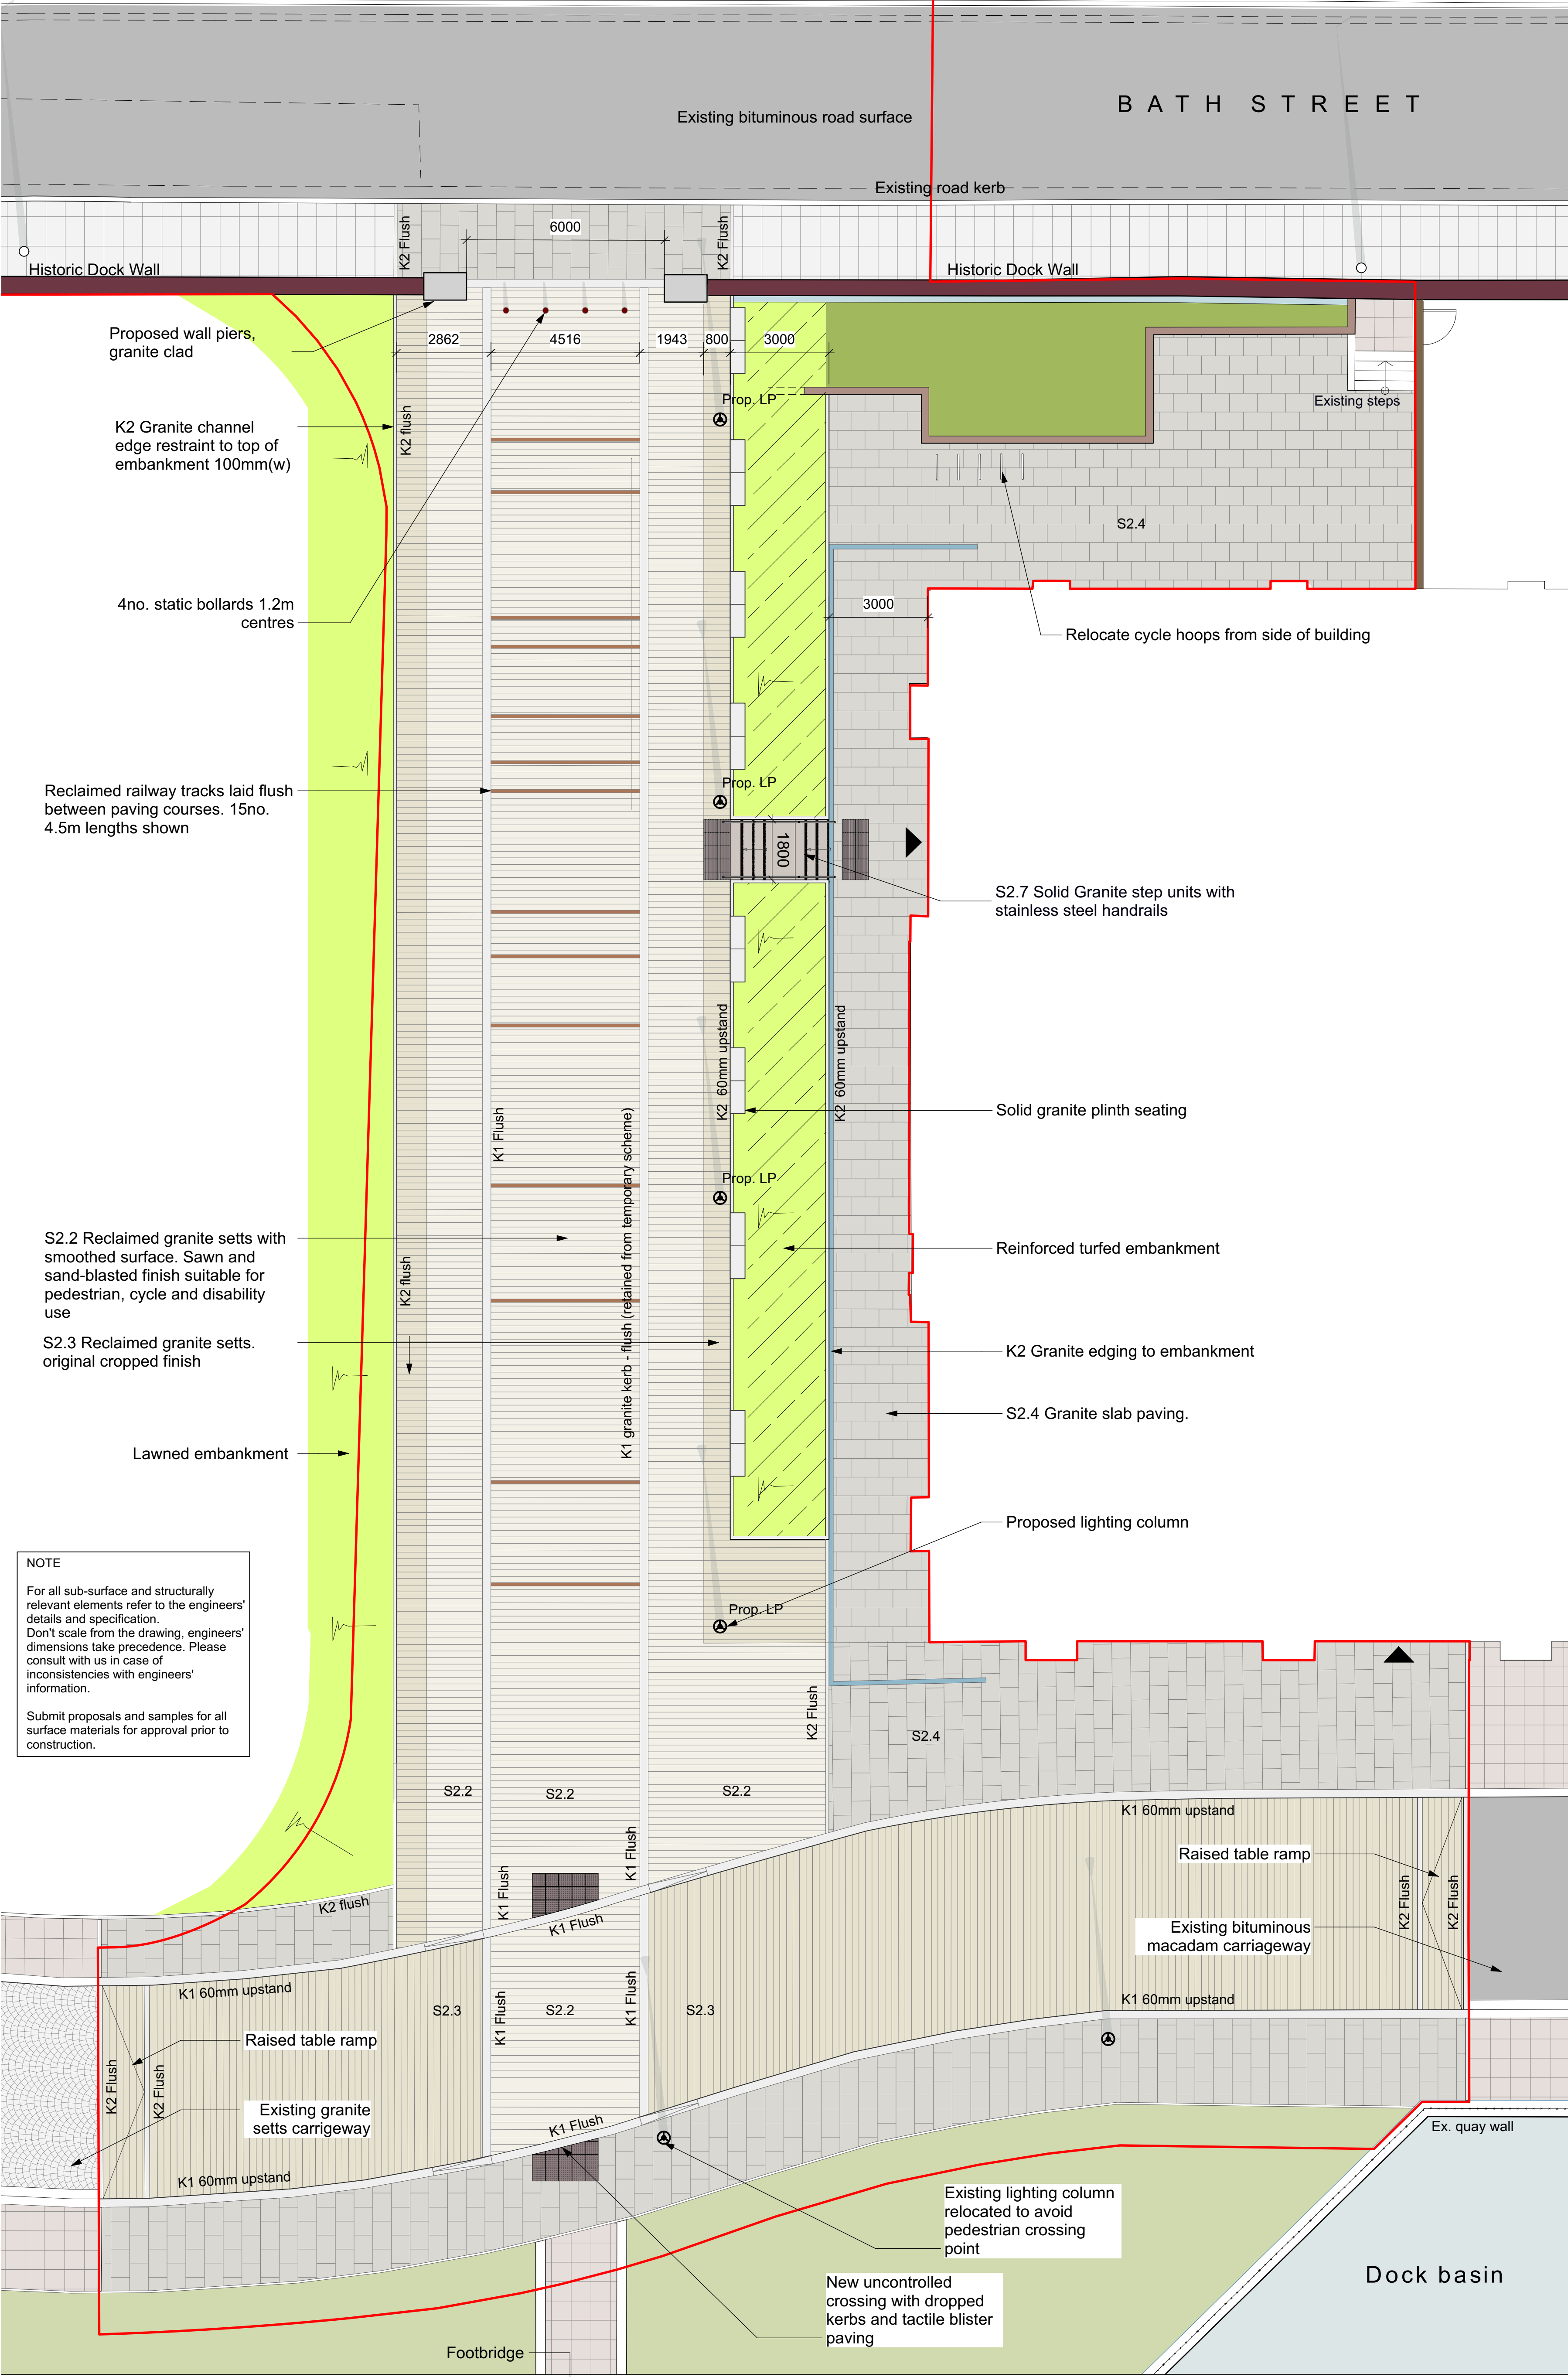 B A T H   S T R E E T
Existing bituminous road surface
Existing road kerb
K2 Flush
6000
K2 Flush
Historic Dock Wall
Historic Dock Wall
Proposed wall piers,
granite clad
2862
4516
1943
800
3000
Prop. LP
Existing steps
K2 Granite channel
edge restraint to top of
embankment 100mm(w)
K2 flush
S2.4
4no. static bollards 1.2m
centres
3000
Relocate cycle hoops from side of building
Reclaimed railway tracks laid flush
between paving courses. 15no.
4.5m lengths shown
Prop. LP
1800
S2.7 Solid Granite step units with
stainless steel handrails
K2  60mm upstand
K2  60mm upstand
Solid granite plinth seating
K1 Flush
K1 granite kerb - flush (retained from temporary scheme)
Prop. LP
S2.2 Reclaimed granite setts with
smoothed surface. Sawn and
sand-blasted finish suitable for
pedestrian, cycle and disability
use
K2 flush
Reinforced turfed embankment
S2.3 Reclaimed granite setts.
original cropped finish
K2 Granite edging to embankment
S2.4 Granite slab paving.
Lawned embankment
Proposed lighting column
NOTE
For all sub-surface and structurally
relevant elements refer to the engineers'
details and specification.
Don't scale from the drawing, engineers'
dimensions take precedence. Please
consult with us in case of
inconsistencies with engineers'
information.
Submit proposals and samples for all
surface materials for approval prior to
construction.
Prop. LP
K2 Flush
S2.4
S2.2
S2.2
S2.2
K1 60mm upstand
K1 Flush
K1 Flush
Raised table ramp
K2 flush
K1 Flush
K2 Flush
K2 Flush
Existing bituminous
macadam carriageway
K1 60mm upstand
K1 60mm upstand
S2.3
K1 Flush
S2.2
K1 Flush
S2.3
Raised table ramp
K2 Flush
K2 Flush
Existing granite
setts carrigeway
K1 Flush
Ex. quay wall
K1 60mm upstand
Existing lighting column
relocated to avoid
pedestrian crossing
point
Dock basin
New uncontrolled
crossing with dropped
kerbs and tactile blister
paving
Footbridge